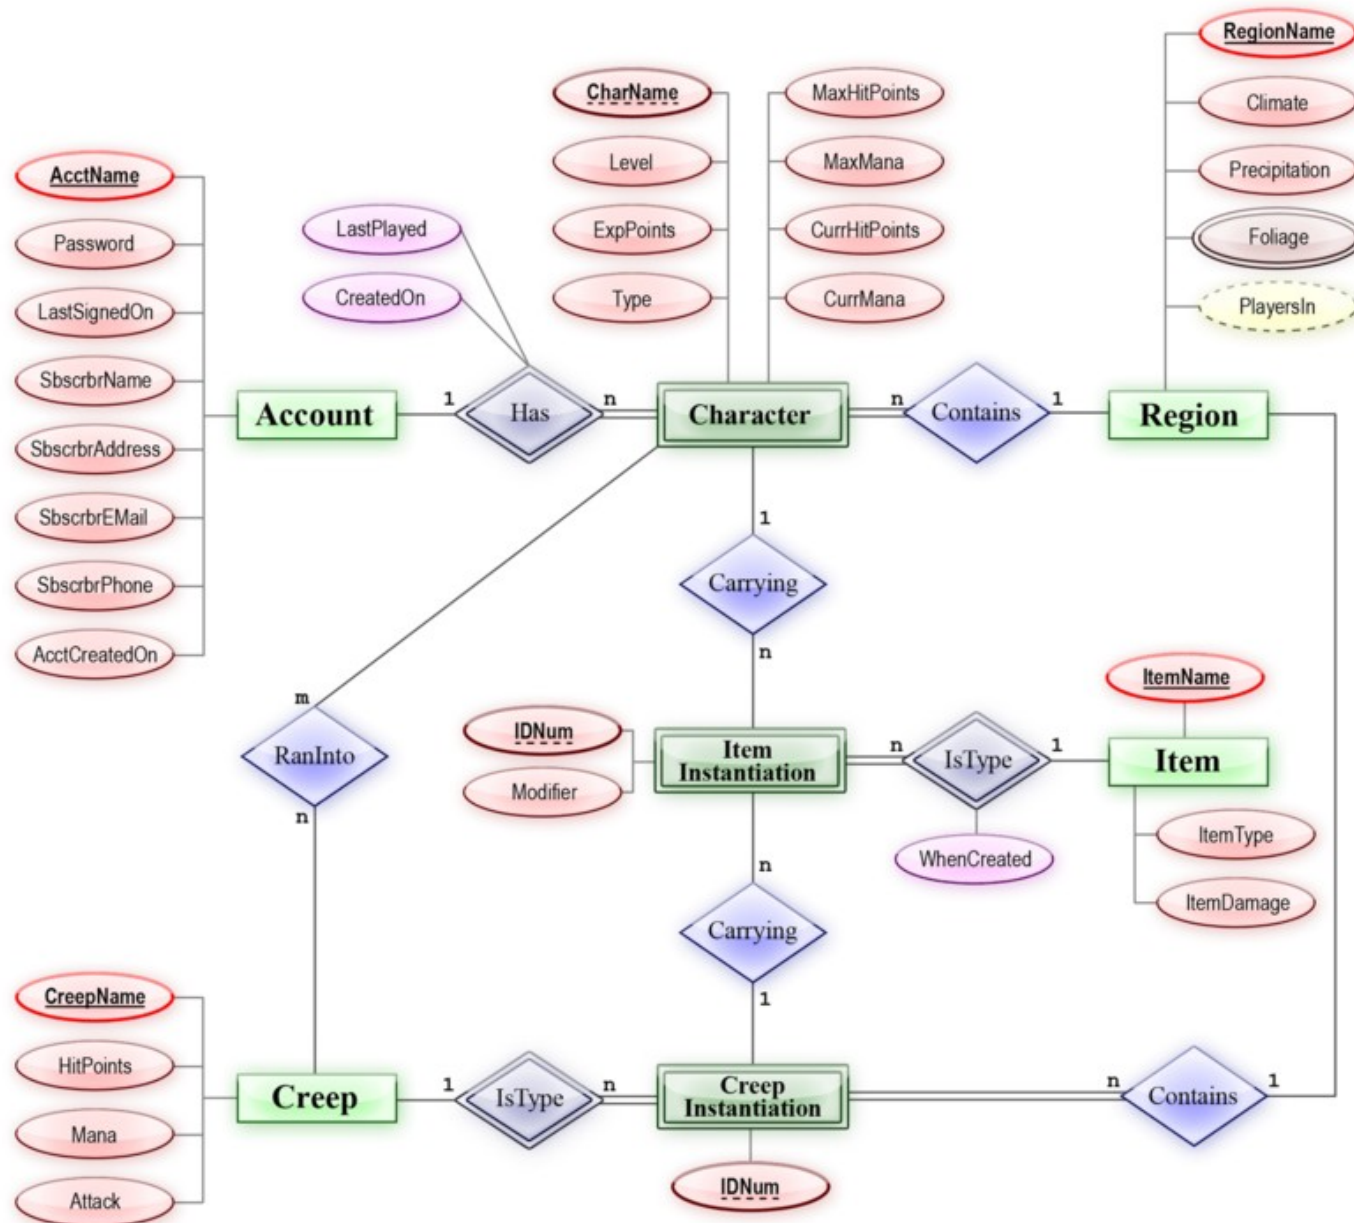 RegionName
CharName
MaxHitPoints
Climate
Level
MaxMana
Precipitation
AcctName
Password
LastPlayed
ExpPoints
CurrHitPoints
Foliage
LastSignedOn
CreatedOn
Type
CurrMana
PlayersIn
SbscrbrName
Account
1
Has
n
Character
n
Contains
1
Region
SbscrbrAddress
SbscrbrEMail
1
SbscrbrPhone
Carrying
AcctCreatedOn
n
m
ItemName
RanInto
IDNum
Modifier
Item
Instantiation
n
IsType
1
Item
n
ItemType
n
WhenCreated
ItemDamage
Carrying
CreepName
1
HitPoints
Creep
1
IsType
n
Creep
Instantiation
n
Contains
1
Mana
Attack
IDNum